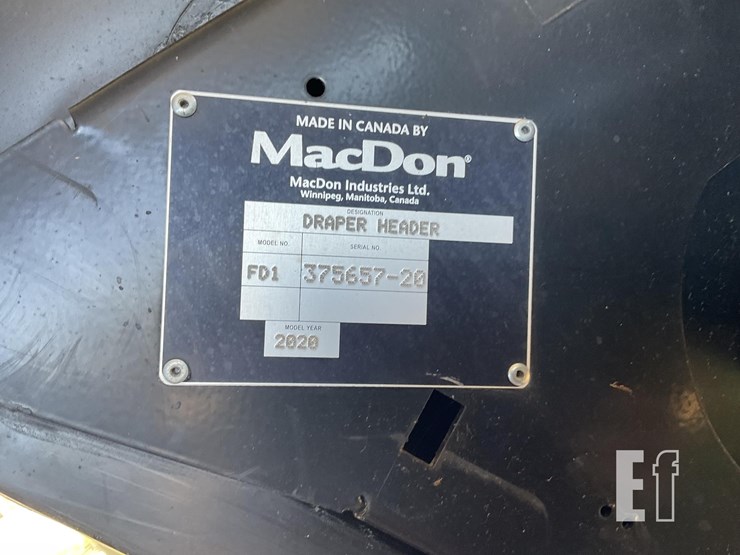 MADE IN CANADA BY
MacDon®
MacDon Industries Ltd.
Winnipeg, Manitoba, Canada
DESIGNATION
DRAPER HEADER
MODEL NO. SERIAL NO.
FD1 375657-20
MODEL YEAR
2020
Ef